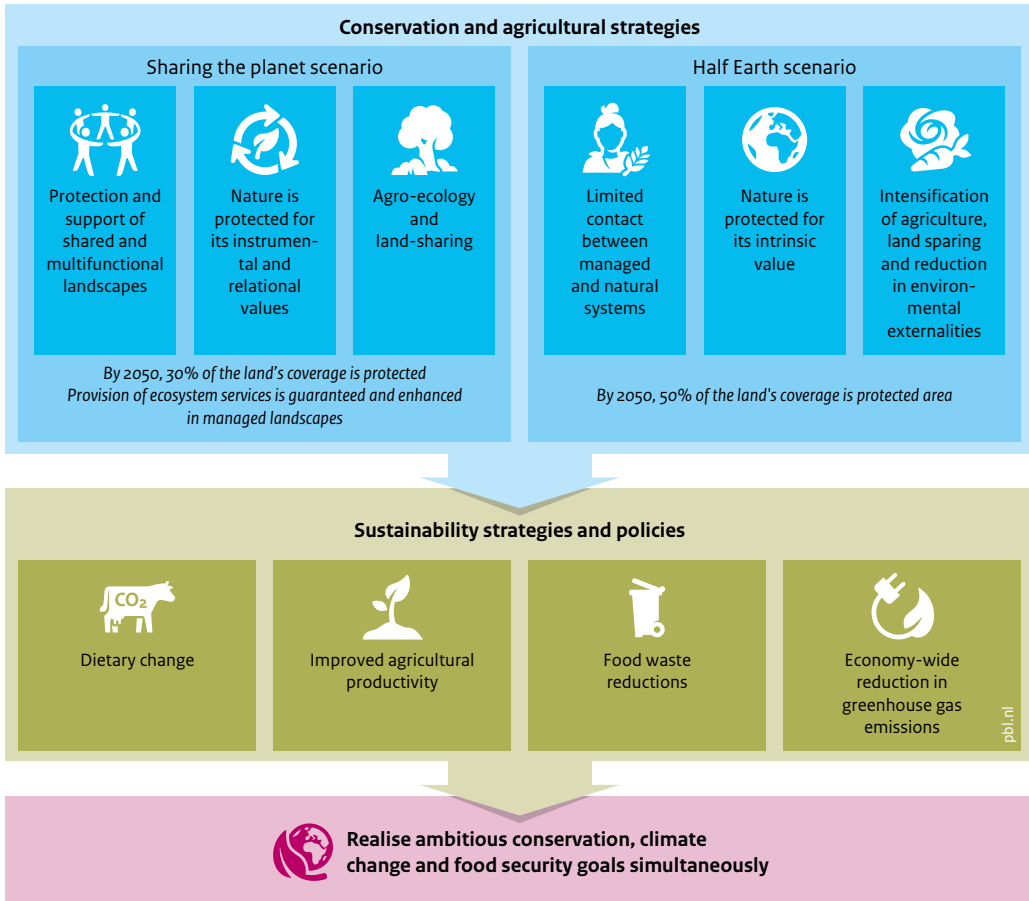 Conservation and agricultural strategies
Sharing the planet scenario
Protection and
support of
shared and
multifunctional
landscapes
Nature is
protected for
its instrumen-
tal and
relational
values
Agro-ecology
and
land-sharing
By 2050, 30% of the land's coverage is protected
Provision of ecosystem services is guaranteed and enhanced
in managed landscapes
Half Earth scenario
Limited
contact
between
managed
and natural
systems
Nature is
protected for
its intrinsic
value
Intensification
of agriculture,
land sparing
and reduction
in environ-
mental
externalities
By 2050, 50% of the land's coverage is protected area
Sustainability strategies and policies
CO₂
Dietary change
Improved agricultural
productivity
Food waste
reductions
Economy-wide
reduction in
greenhouse gas
emissions
pbl.nl
Realise ambitious conservation, climate
change and food security goals simultaneously